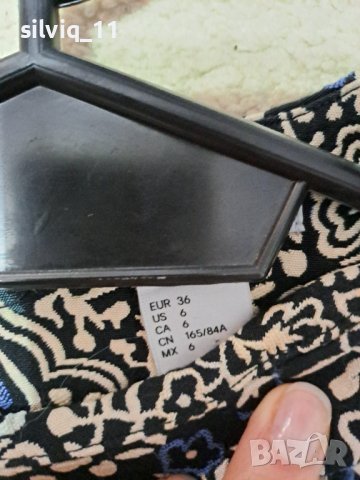 silviq_11
EUR 36
US 6
CA 6
CN 165/84A
MX 6
BAZAR